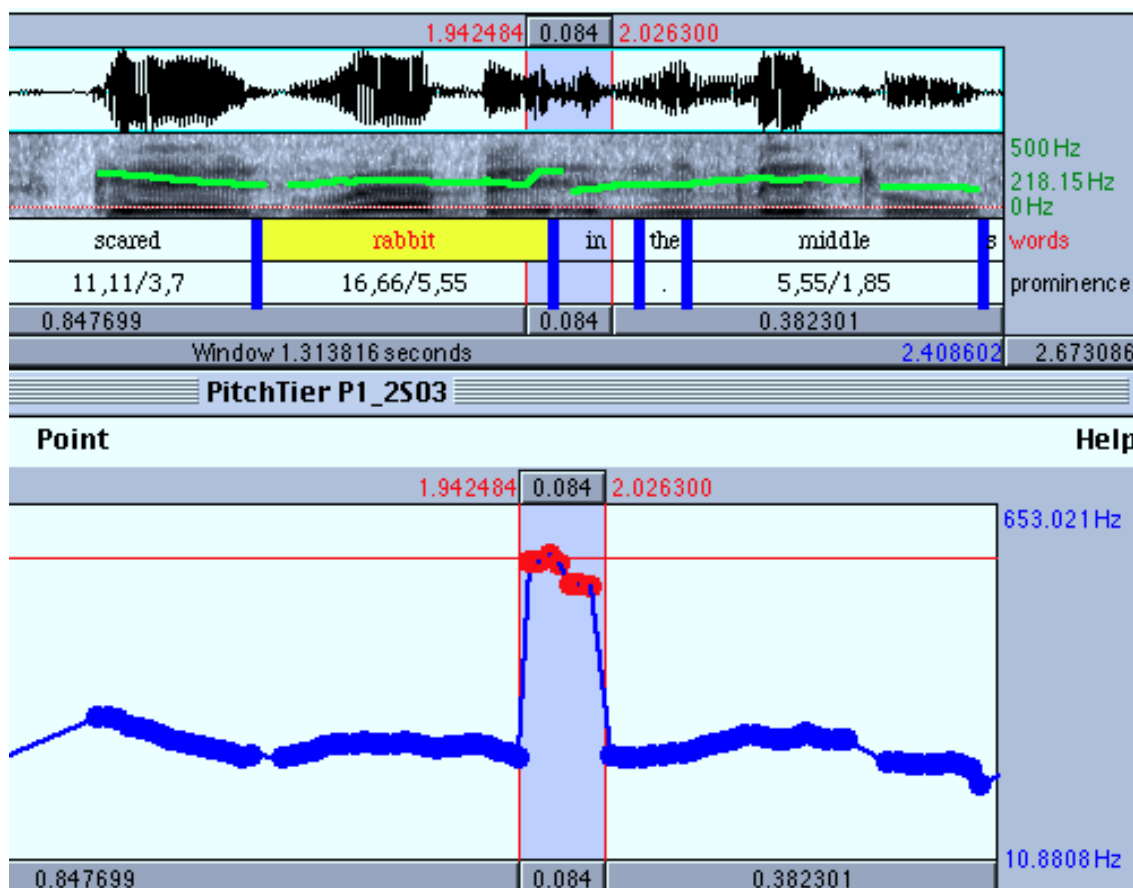 1.942484 0.084 2.026300
500 Hz
218.15 Hz
0 Hz
scared rabbit in the middle s words
11,11/3,7 16,66/5,55 . 5,55/1,85 prominence
0.847699 0.084 0.382301
Window 1.313816 seconds 2.408602 2.673086
PitchTier P1_2S03
Point Help
1.942484 0.084 2.026300
653.021 Hz
10.8808 Hz
0.847699 0.084 0.382301